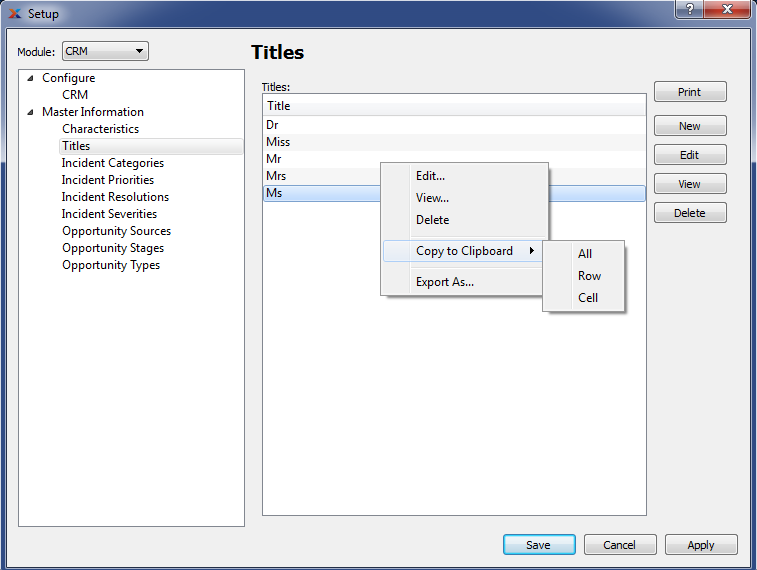 Setup
?
X
Module: CRM
Titles
Configure
CRM
Master Information
Characteristics
Titles
Incident Categories
Incident Priorities
Incident Resolutions
Incident Severities
Opportunity Sources
Opportunity Stages
Opportunity Types
Titles:
Title
Dr
Miss
Mr
Mrs
Ms
Edit...
View...
Delete
Copy to Clipboard
Export As...
All
Row
Cell
Print
New
Edit
View
Delete
Save
Cancel
Apply